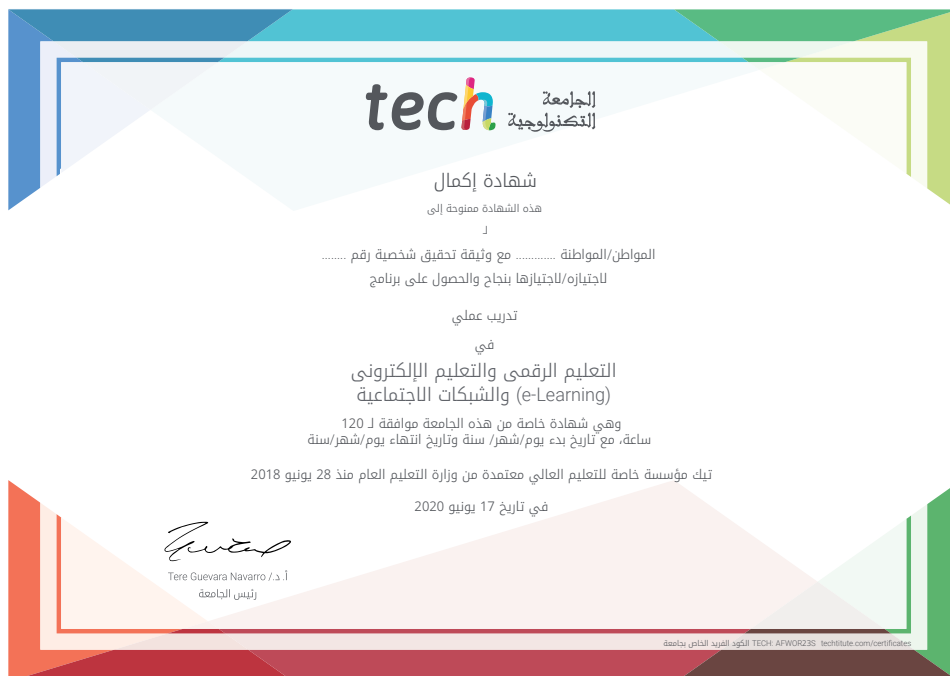 tech الجامعة
التكنولوجية
شهادة إكمال
هذه الشهادة ممنوحة إلى
لـ
المواطن/المواطنة ............ مع وثيقة تحقيق شخصية رقم ........
لاجتيازه/لاجتيازها بنجاح والحصول على برنامج
تدريب عملي
في
التعليم الرقمى والتعليم الإلكترونى
(e-Learning) والشبكات الاجتماعية
وهي شهادة خاصة من هذه الجامعة موافقة لـ 120
ساعة، مع تاريخ بدء يوم/شهر/ سنة وتاريخ انتهاء يوم/شهر/سنة
تيك مؤسسة خاصة للتعليم العالي معتمدة من وزارة التعليم العام منذ 28 يونيو 2018
في تاريخ 17 يونيو 2020
أ. د./ Tere Guevara Navarro
رئيس الجامعة
الكود الفريد الخاص بجامعة TECH: AFWOR23S techtitute.com/certificates